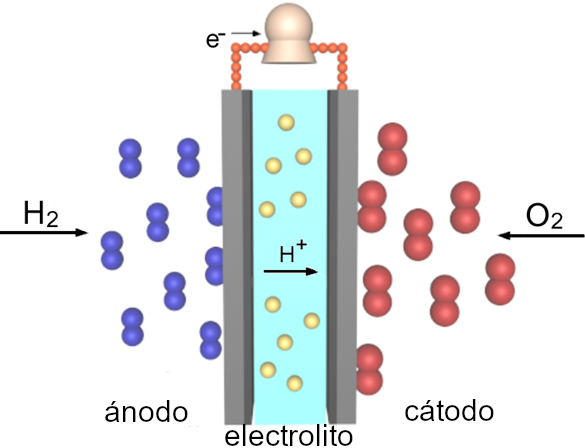 e-
H2
H+
O2
ánodo
cátodo
electrolito